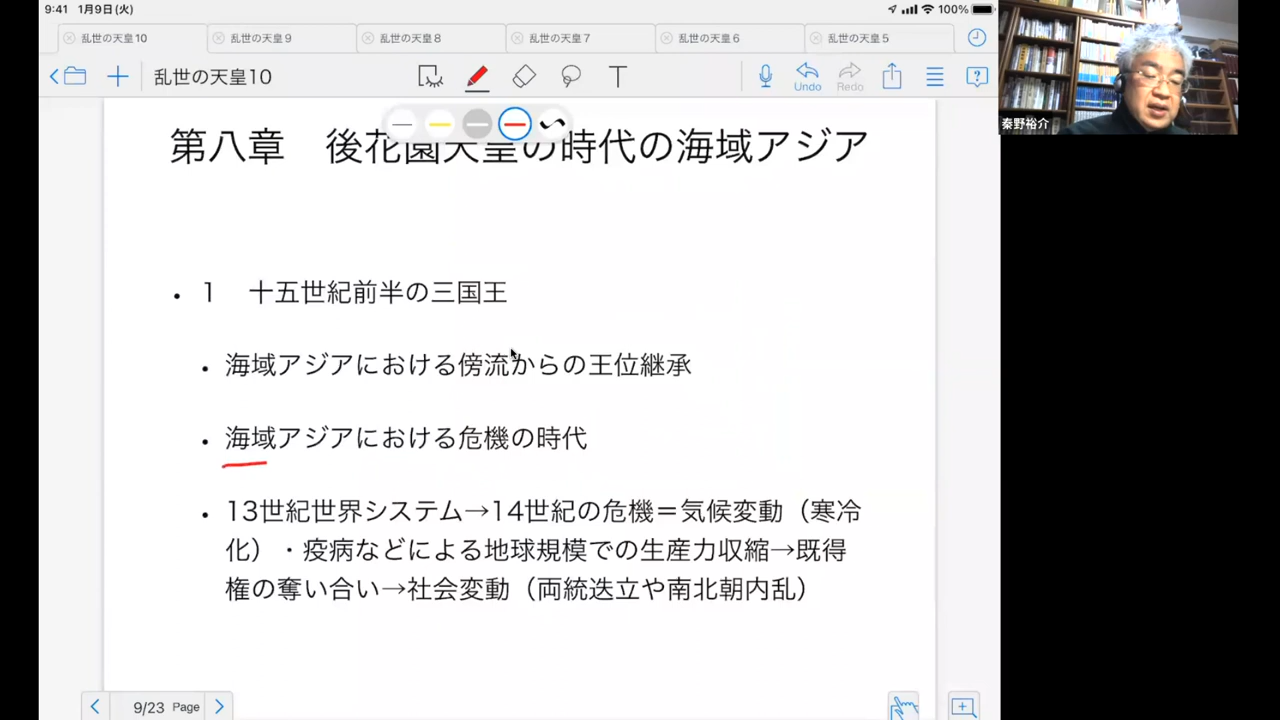 9:41 1月9日(火)
100%
乱世の天皇10
乱世の天皇9
乱世の天皇8
乱世の天皇7
乱世の天皇6
乱世の天皇5
乱世の天皇10
T
Undo
Redo
秦野裕介
第八章 後花園天皇の時代の海域アジア
• 1 十五世紀前半の三国王
• 海域アジアにおける傍流からの王位継承
• 海域アジアにおける危機の時代
• 13世紀世界システム→14世紀の危機＝気候変動（寒冷
化）・疫病などによる地球規模での生産力収縮→既得
権の奪い合い→社会変動（両統迭立や南北朝内乱）
9/23 Page